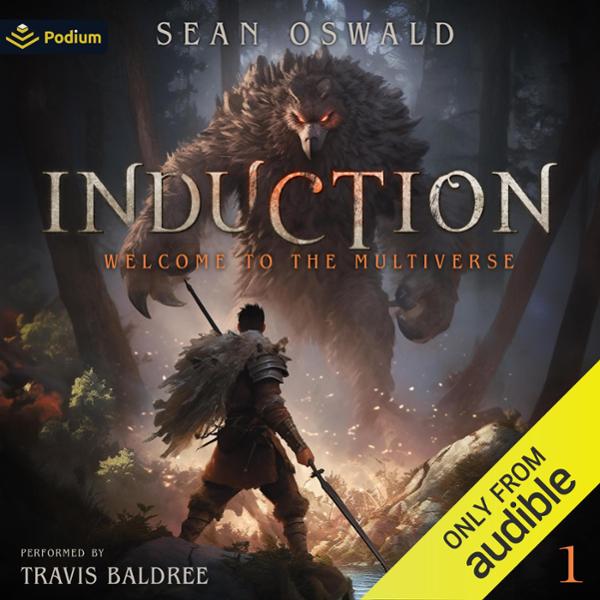 Podium
SEAN OSWALD
INDUCTION
WELCOME TO THE MULTIVERSE
ONLY FROM
audible
PERFORMED BY
TRAVIS BALDREE
1